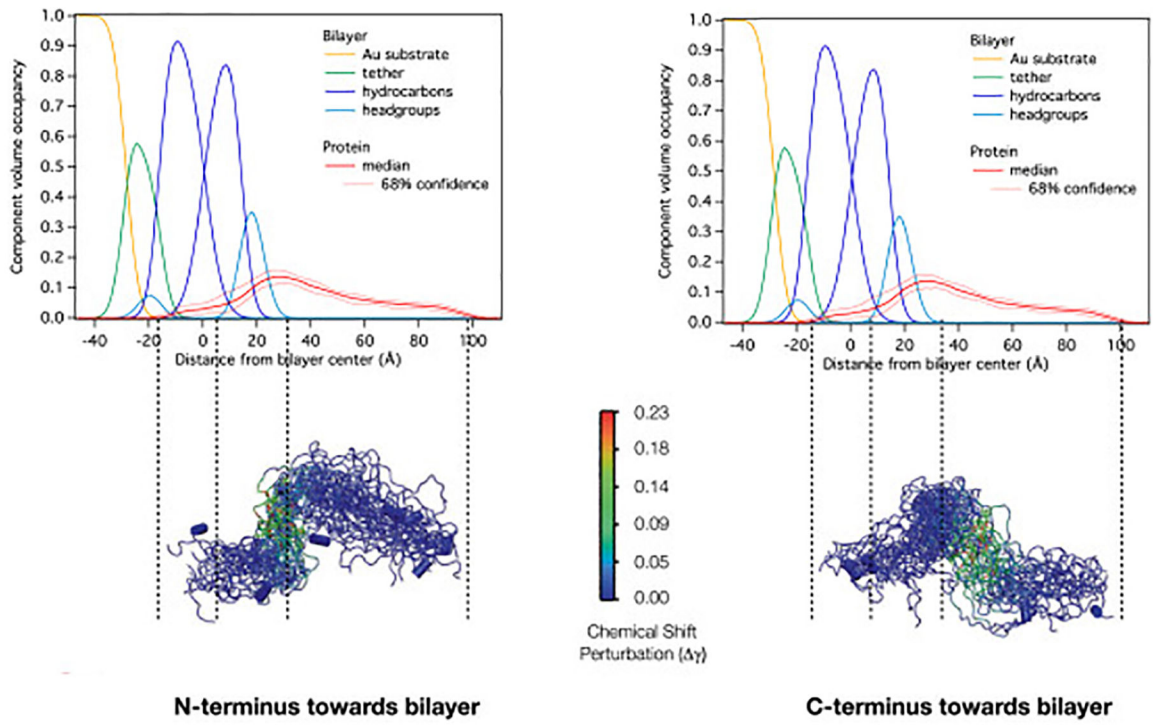 Component volume occupancy
1.0
0.9
0.8
0.7
0.6
0.5
0.4
0.3
0.2
0.1
0.0
Bilayer
Au substrate
tether
hydrocarbons
headgroups
Protein
median
68% confidence
-40 -20 0 20 40 60 80 100
Distance from bilayer center (Å)
Component volume occupancy
1.0
0.9
0.8
0.7
0.6
0.5
0.4
0.3
0.2
0.1
0.0
Bilayer
Au substrate
tether
hydrocarbons
headgroups
Protein
median
68% confidence
-40 -20 0 20 40 60 80 100
Distance from bilayer center (Å)
0.23
0.18
0.14
0.09
0.05
0.00
Chemical Shift
Perturbation (Δγ)
N-terminus towards bilayer
C-terminus towards bilayer